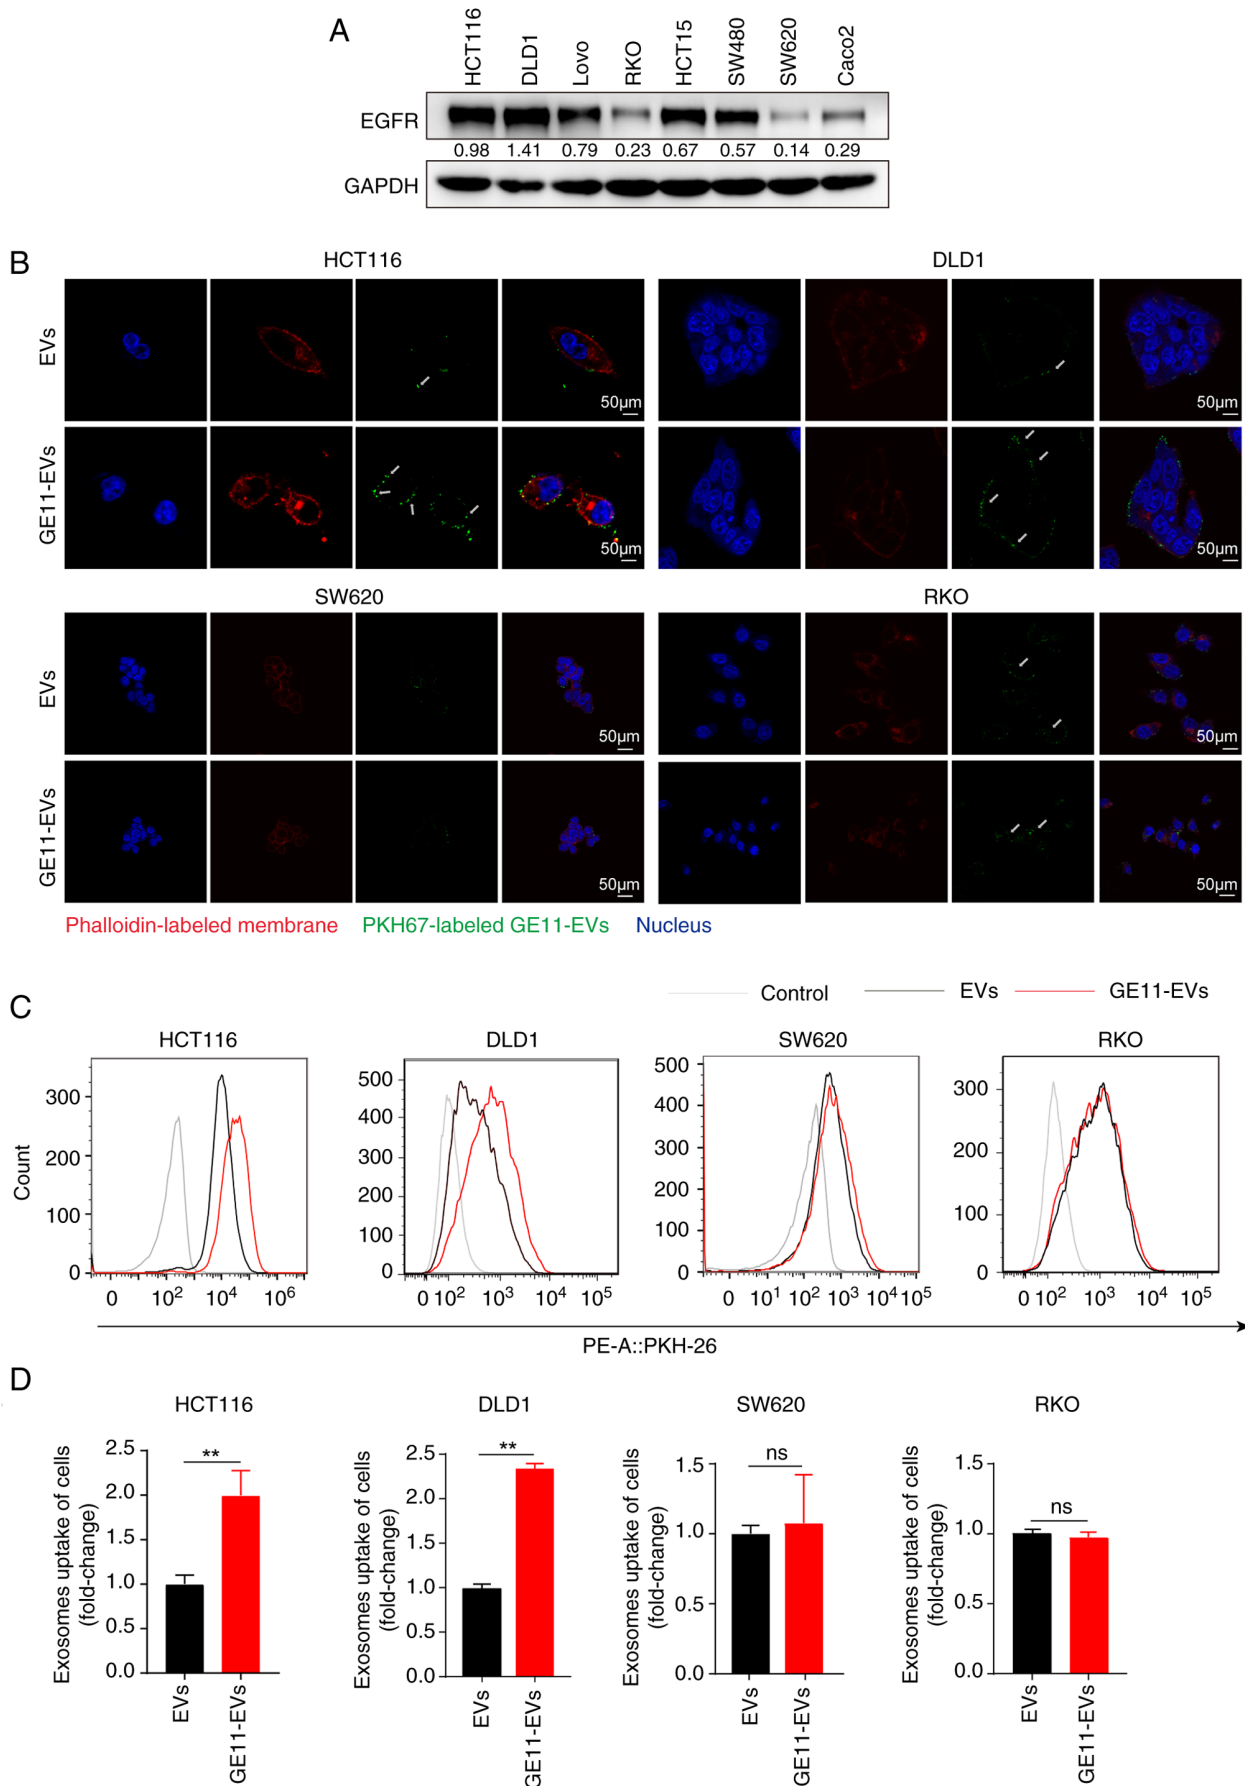 A
HCT116 DLD1 Lovo RKO HCT15 SW480 SW620 Caco2
EGFR
0.98 1.41 0.79 0.23 0.67 0.57 0.14 0.29
GAPDH
B
HCT116 DLD1
EVs
50µm 50µm
GE11-EVs
50µm 50µm
SW620 RKO
EVs
50µm 50µm
GE11-EVs
50µm 50µm
Phalloidin-labeled membrane PKH67-labeled GE11-EVs Nucleus
C
Control EVs GE11-EVs
HCT116 DLD1 SW620 RKO
Count
300
200
100
0
0 10² 10⁴ 10⁶
500
400
300
200
100
0
0 10² 10³ 10⁴ 10⁵
500
400
300
200
100
0
0 10¹ 10² 10³ 10⁴ 10⁵
300
200
100
0
0 10² 10³ 10⁴ 10⁵
PE-A::PKH-26
D
HCT116 DLD1 SW620 RKO
Exosomes uptake of cells
(fold-change)
2.5
2.0
1.5
1.0
0.5
0.0
**
EVs
GE11-EVs
Exosomes uptake of cells
(fold-change)
2.5
2.0
1.5
1.0
0.5
0.0
**
EVs
GE11-EVs
Exosomes uptake of cells
(fold-change)
1.5
1.0
0.5
0.0
ns
EVs
GE11-EVs
Exosomes uptake of cells
(fold-change)
1.5
1.0
0.5
0.0
ns
EVs
GE11-EVs